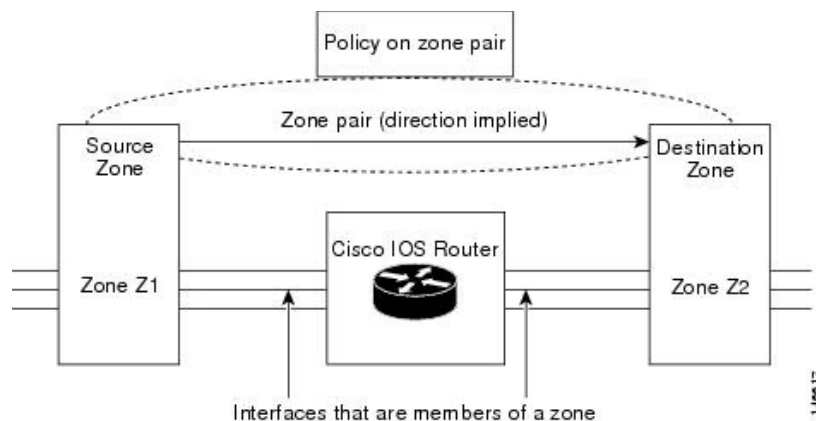 Policy on zone pair
Zone pair (direction implied)
Source
Zone
Destination
Zone
Cisco IOS Router
Zone Z1
Zone Z2
Interfaces that are members of a zone